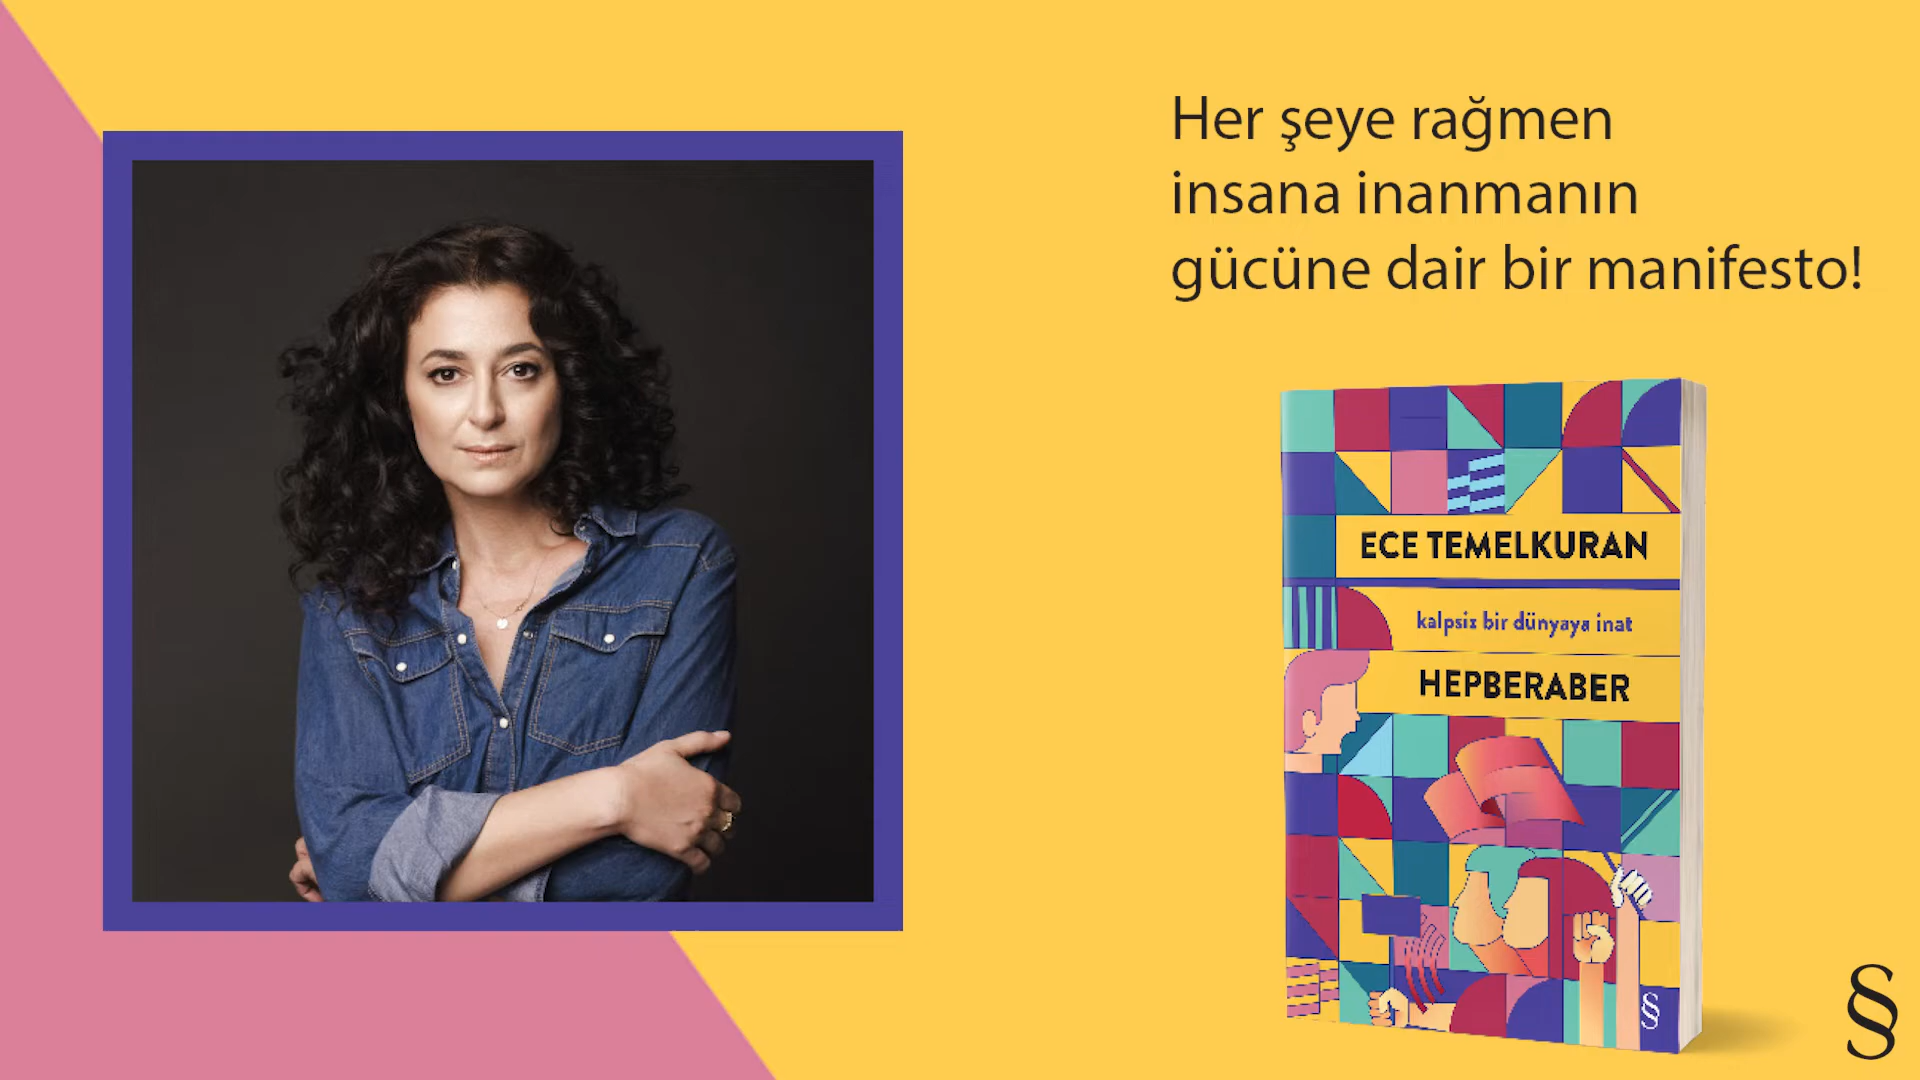 Her şeye rağmen
insana inanmanın
gücüne dair bir manifesto!
ECE TEMELKURAN
kalpsiz bir dünyaya inat
HEPBERABER
§
§